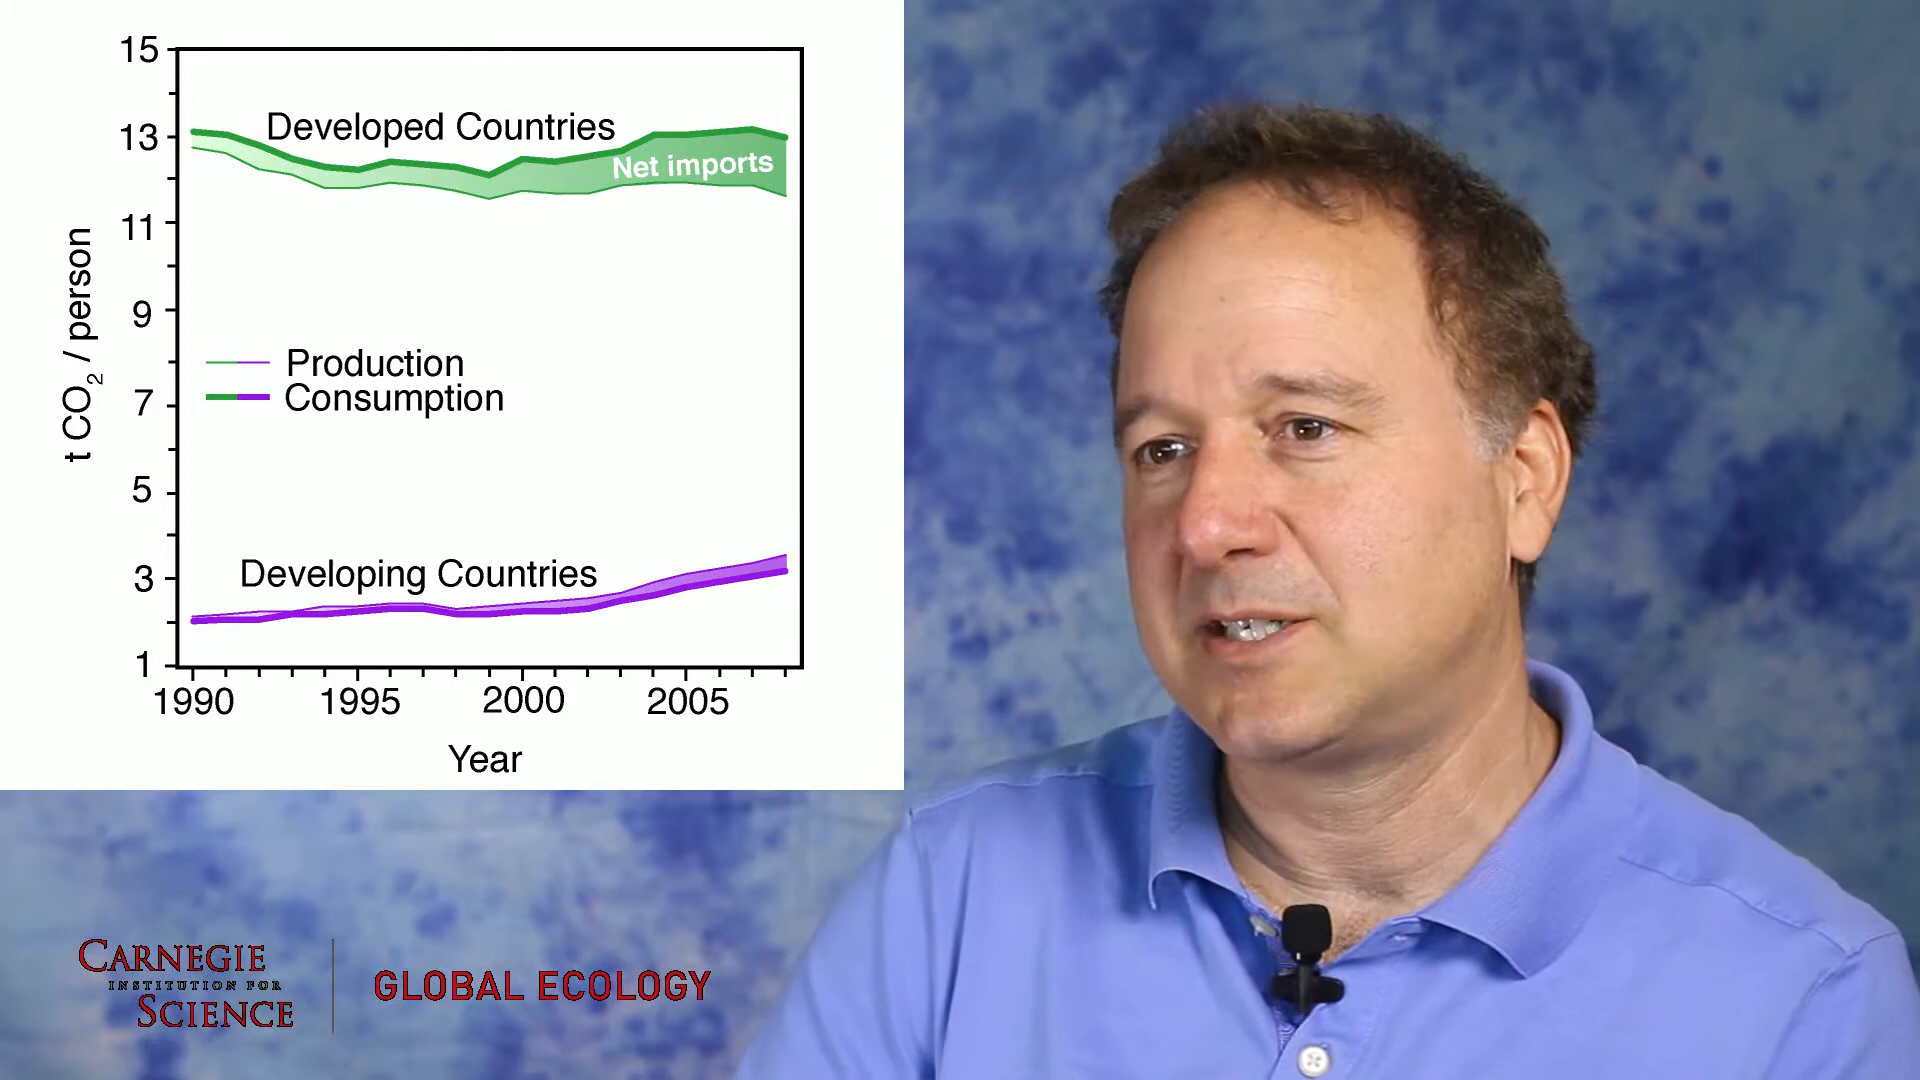 15
13
11
9
7
5
3
1
t CO2 / person
Developed Countries
Net imports
Production
Consumption
Developing Countries
1990 1995 2000 2005
Year
CARNEGIE
INSTITUTION FOR
SCIENCE
GLOBAL ECOLOGY